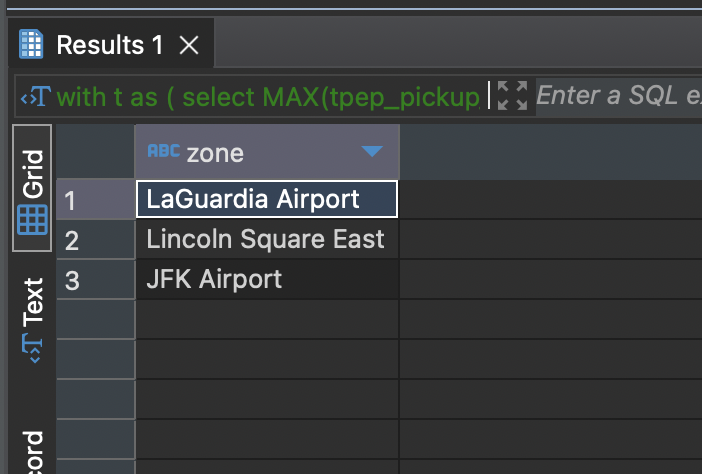 Results 1
with t as ( select MAX(tpep_pickup
Enter a SQL e
ABC zone
Grid
1 LaGuardia Airport
2 Lincoln Square East
3 JFK Airport
Text
cord